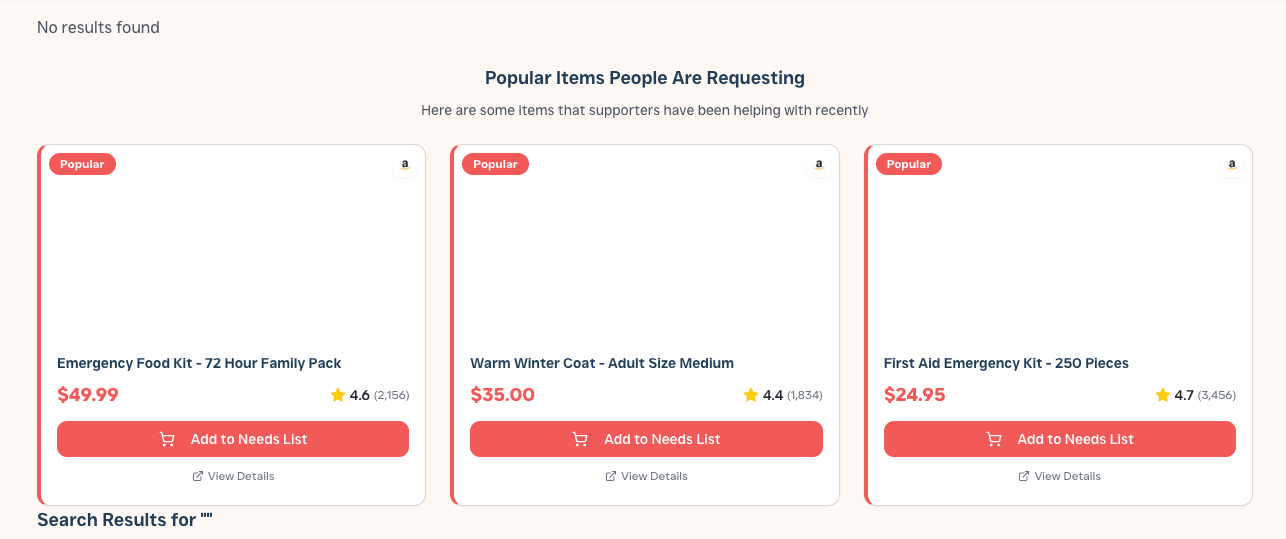 No results found
Popular Items People Are Requesting
Here are some items that supporters have been helping with recently
Popular
a
Emergency Food Kit - 72 Hour Family Pack
$49.99 4.6 (2,156)
Add to Needs List
View Details
Popular
a
Warm Winter Coat - Adult Size Medium
$35.00 4.4 (1,834)
Add to Needs List
View Details
Popular
a
First Aid Emergency Kit - 250 Pieces
$24.95 4.7 (3,456)
Add to Needs List
View Details
Search Results for ""